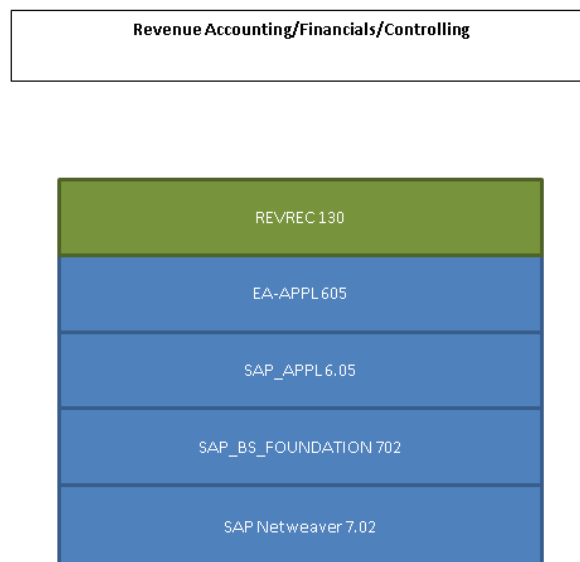 Revenue Accounting/Financials/Controlling
REVREC 130
EA-APPL 605
SAP_APPL 6.05
SAP_BS_FOUNDATION 702
SAP Netweaver 7.02